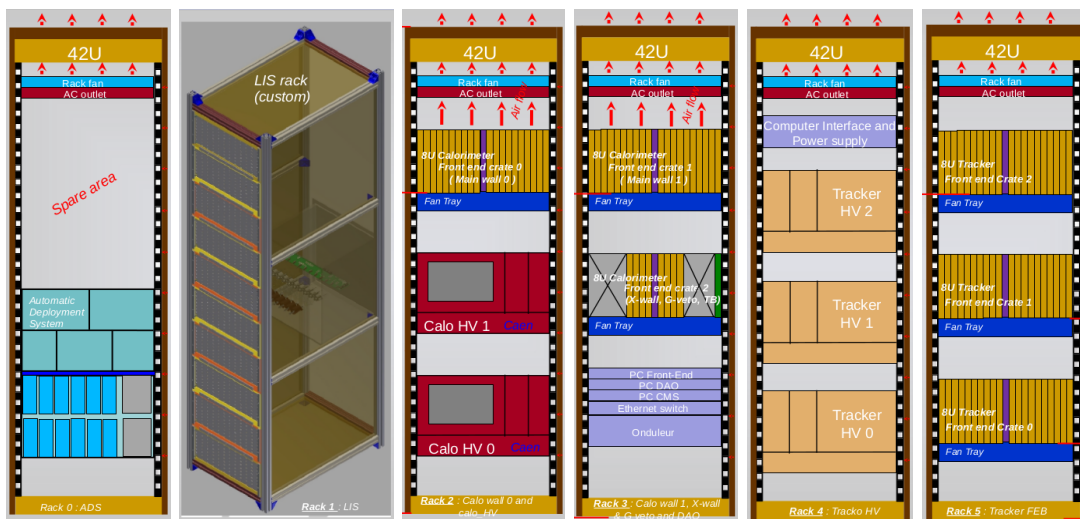 42U
Rack fan
AC outlet
Spare area
Automatic
Deployment
System
Rack 0 : ADS
LIS rack
(custom)
Rack 1 : LIS
42U
Rack fan
AC outlet
Air flow
8U Calorimeter
Front end crate 0
( Main wall 0 )
Fan Tray
Calo HV 1
Caen
Calo HV 0
Caen
Rack 2 : Calo wall 0 and
calo_HV
42U
Rack fan
AC outlet
Air flow
8U Calorimeter
Front end crate 1
( Main wall 1 )
Fan Tray
8U Calorimeter
Front end crate 2
(X-wall, G-veto, TB)
Fan Tray
PC Front-End
PC DAQ
PC CMS
Ethernet switch
Onduleur
Rack 3 : Calo wall 1, X-wall
& G veto and DAQ
42U
Rack fan
AC outlet
Computer Interface and
Power supply
Tracker
HV 2
Tracker
HV 1
Tracker
HV 0
Rack 4 : Tracko HV
42U
Rack fan
AC outlet
8U Tracker
Front end Crate 2
Fan Tray
8U Tracker
Front end Crate 1
Fan Tray
8U Tracker
Front end Crate 0
Fan Tray
Rack 5 : Tracker FEB